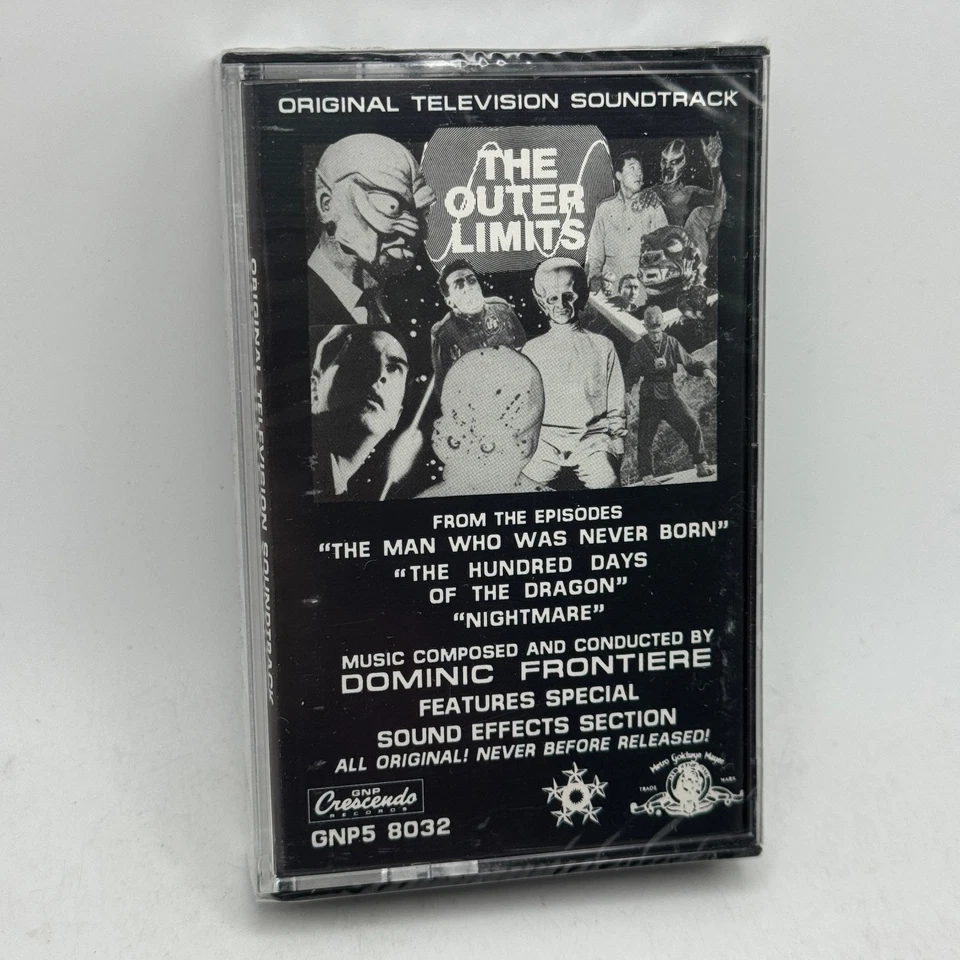 ORIGINAL TELEVISION SOUNDTRACK
THE
OUTER
LIMITS
FROM THE EPISODES
"THE MAN WHO WAS NEVER BORN"
"THE HUNDRED DAYS
OF THE DRAGON"
"NIGHTMARE"
MUSIC COMPOSED AND CONDUCTED BY
DOMINIC FRONTIERE
FEATURES SPECIAL
SOUND EFFECTS SECTION
ALL ORIGINAL! NEVER BEFORE RELEASED!
GNP
Crescendo
RECORDS
GNP5 8032
Metro Goldwyn Mayer
TRADE MARK
ORIGINAL TELEVISION SOUNDTRACK